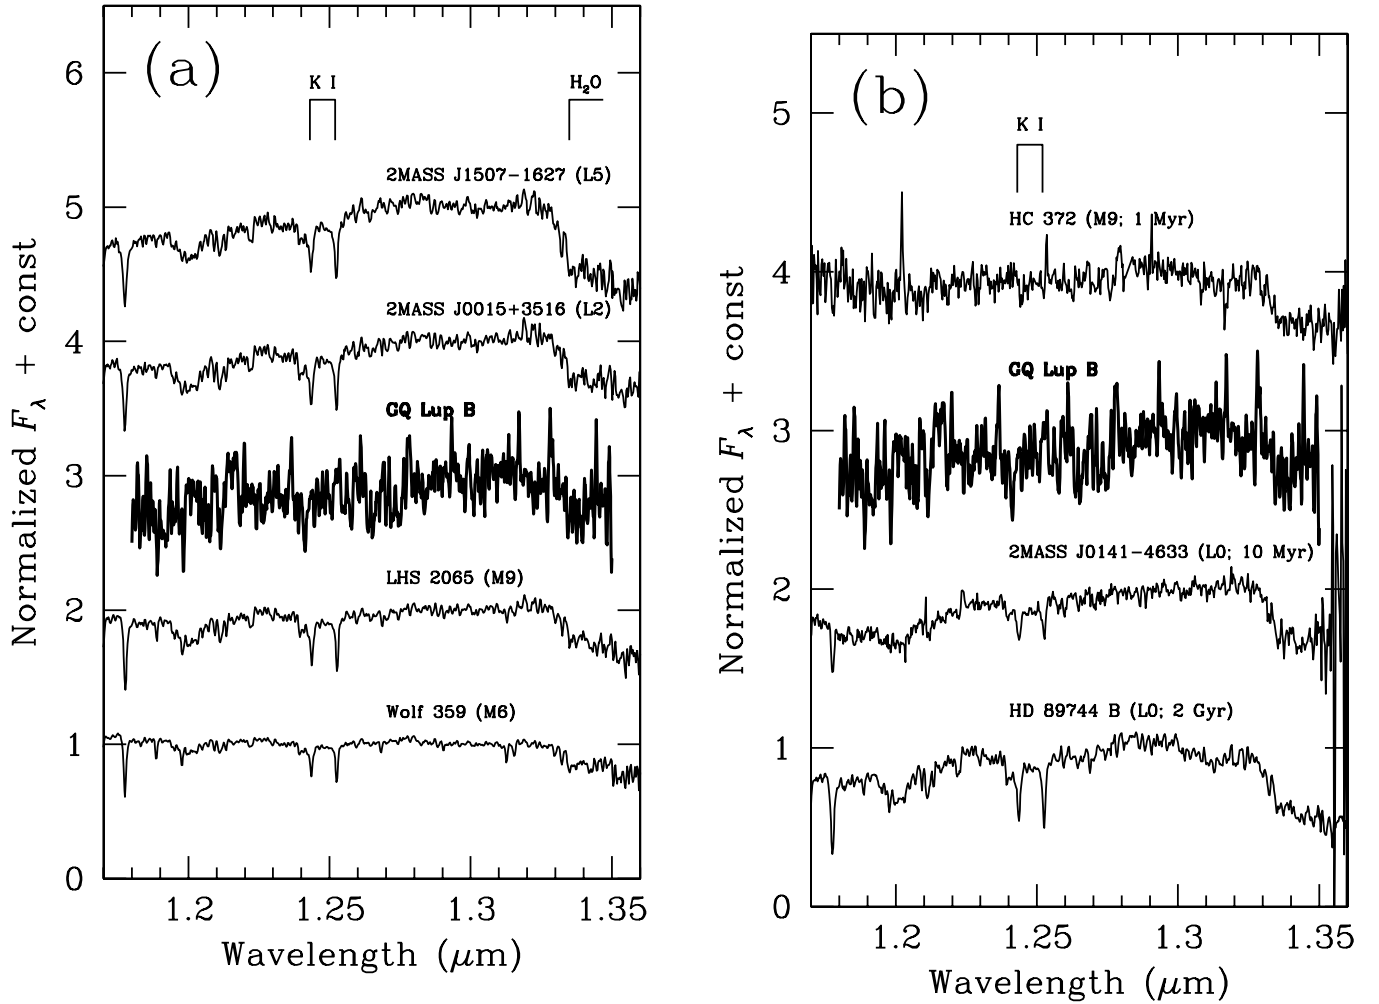 (a)
6
K I
H₂O
2MASS J1507−1627 (L5)
5
2MASS J0015+3516 (L2)
4
GQ Lup B
3
LHS 2065 (M9)
2
Wolf 359 (M6)
1
0
1.2 1.25 1.3 1.35
Wavelength (μm)
Normalized Fλ + const
(b)
5
K I
HC 372 (M9; 1 Myr)
4
GQ Lup B
3
2MASS J0141−4633 (L0; 10 Myr)
2
HD 89744 B (L0; 2 Gyr)
1
0
1.2 1.25 1.3 1.35
Wavelength (μm)
Normalized Fλ + const